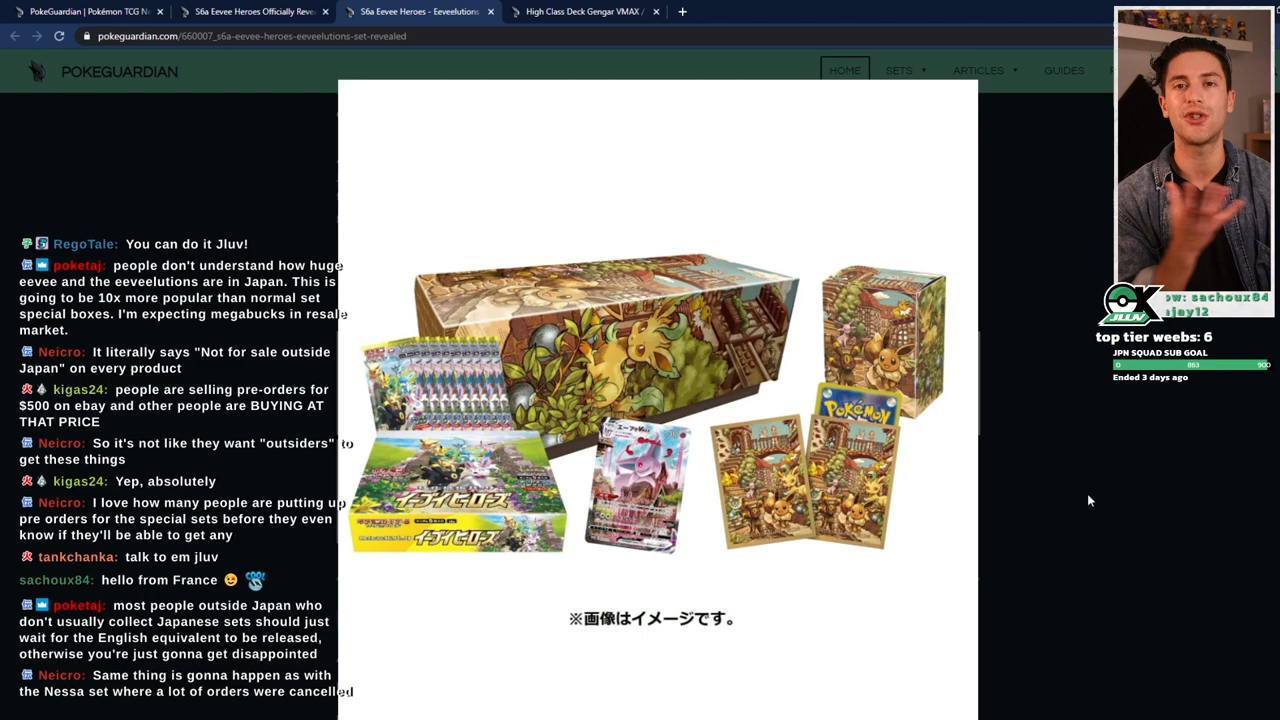 PokeGuardian | Pokémon TCG Ne
S6a Eevee Heroes Officially Reve
S6a Eevee Heroes - Eeveelutions
High Class Deck Gengar VMAX /
pokeguardian.com/660007_s6a-eevee-heroes-eeveelutions-set-revealed
POKEGUARDIAN
HOME SETS ARTICLES GUIDES
RegoTale: You can do it Jluv!
poketaj: people don't understand how huge
eevee and the eeveelutions are in Japan. This is
going to be 10x more popular than normal set
special boxes. I'm expecting megabucks in resale
market.
Neicro: It literally says "Not for sale outside
Japan" on every product
kigas24: people are selling pre-orders for
$500 on ebay and other people are BUYING AT
THAT PRICE
Neicro: So it's not like they want "outsiders" to
get these things
kigas24: Yep, absolutely
Neicro: I love how many people are putting up
pre orders for the special sets before they even
know if they'll be able to get any
tankchanka: talk to em jluv
sachoux84: hello from France
poketaj: most people outside Japan who
don't usually collect Japanese sets should just
wait for the English equivalent to be released,
otherwise you're just gonna get disappointed
Neicro: Same thing is gonna happen as with
the Nessa set where a lot of orders were cancelled
イーブイヒーローズ
イーブイヒーローズ
POKéMON
※画像はイメージです。
OK
JLUV
ow: sachoux84
ajay12
top tier weebs: 6
JPN SQUAD SUB GOAL
0 863 900
Ended 3 days ago